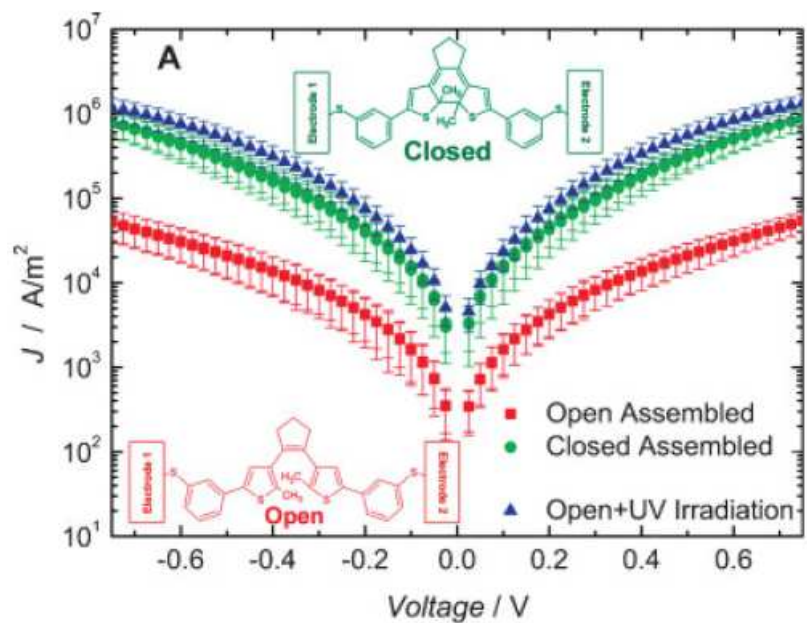 A
10⁷
10⁶
10⁵
10⁴
10³
10²
10¹
J / A/m²
Electrode 1
S
S
S
CH₃
H₃C
S
Electrode 2
Closed
Electrode 1
S
S
CH₃
H₃C
S
S
Electrode 2
Open
Open Assembled
Closed Assembled
Open+UV Irradiation
-0.6
-0.4
-0.2
0.0
0.2
0.4
0.6
Voltage / V